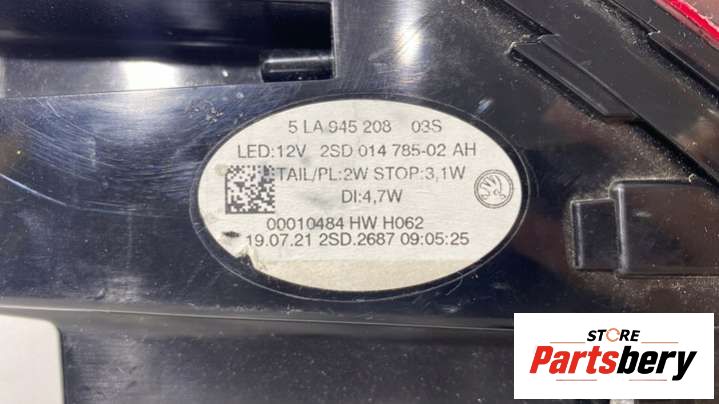 5 LA 945 208 03S
LED:12V 2SD 014 785-02 AH
TAIL/PL:2W STOP:3,1W
DI:4,7W
00010484 HW H062
19.07.21 2SD.2687 09:05:25
STORE
Partsbery